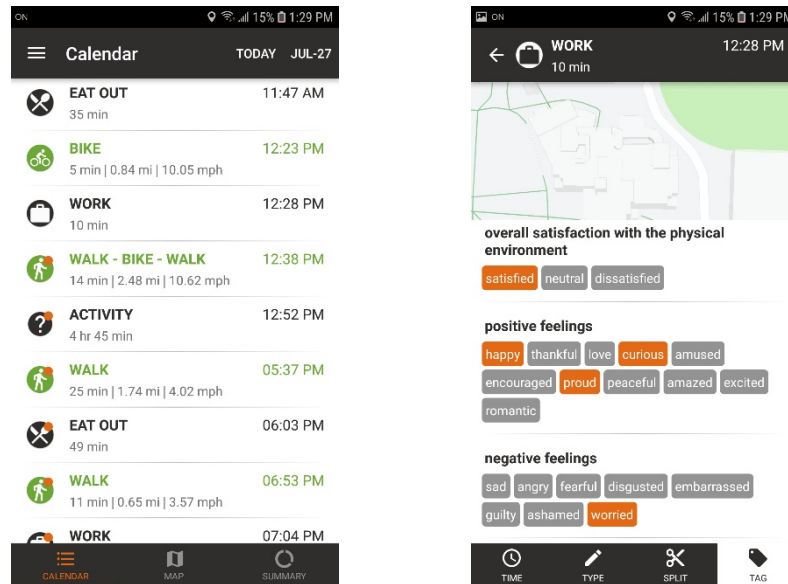 ON 15% 1:29 PM
Calendar TODAY JUL-27
EAT OUT 11:47 AM
35 min
BIKE 12:23 PM
5 min | 0.84 mi | 10.05 mph
WORK 12:28 PM
10 min
WALK - BIKE - WALK 12:38 PM
14 min | 2.48 mi | 10.62 mph
ACTIVITY 12:52 PM
4 hr 45 min
WALK 05:37 PM
25 min | 1.74 mi | 4.02 mph
EAT OUT 06:03 PM
49 min
WALK 06:53 PM
11 min | 0.65 mi | 3.57 mph
WORK 07:04 PM
CALENDAR MAP SUMMARY
ON 15% 1:29 PM
WORK 12:28 PM
10 min
overall satisfaction with the physical
environment
satisfied neutral dissatisfied
positive feelings
happy thankful love curious amused
encouraged proud peaceful amazed excited
romantic
negative feelings
sad angry fearful disgusted embarrassed
guilty ashamed worried
TIME TYPE SPLIT TAG